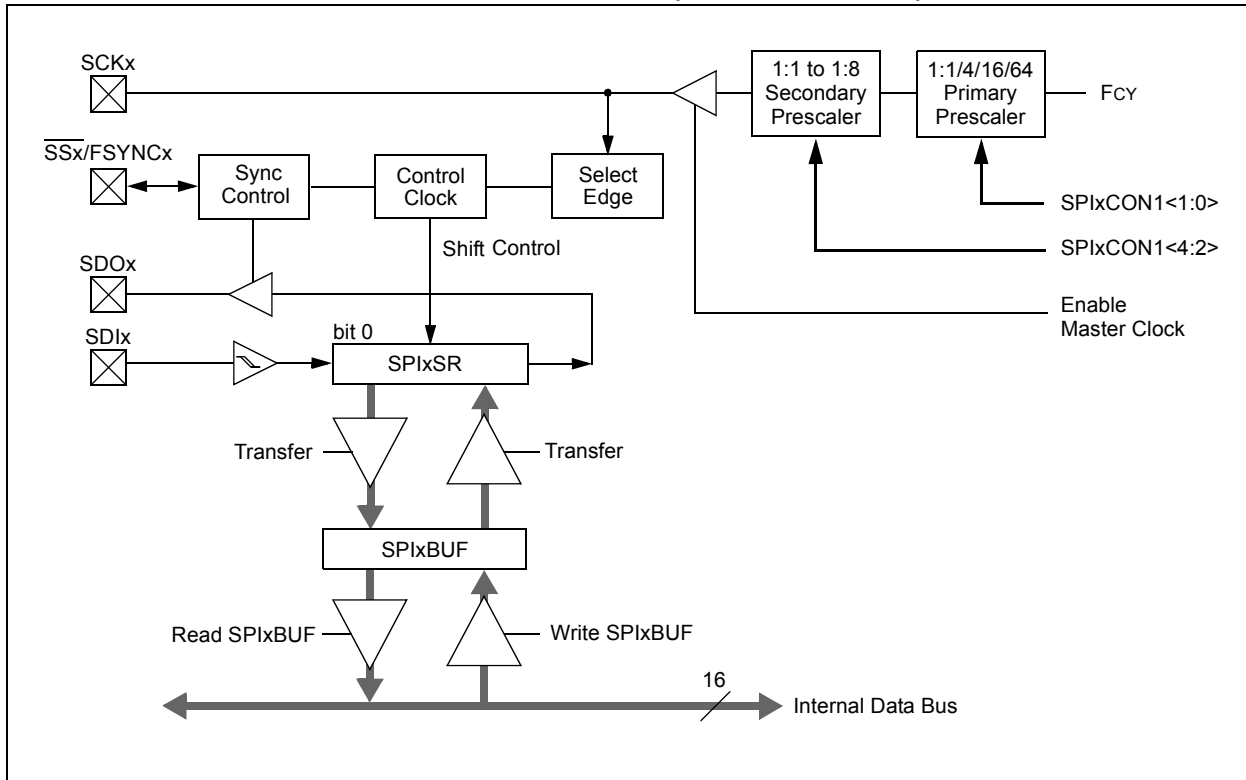 SCKx
1:1 to 1:8
Secondary
Prescaler
1:1/4/16/64
Primary
Prescaler
FCY
SSx/FSYNCx
Sync
Control
Control
Clock
Select
Edge
SPIxCON1<1:0>
SPIxCON1<4:2>
Shift Control
SDOx
Enable
Master Clock
SDIx
bit 0
SPIxSR
Transfer
Transfer
SPIxBUF
Read SPIxBUF
Write SPIxBUF
16
Internal Data Bus